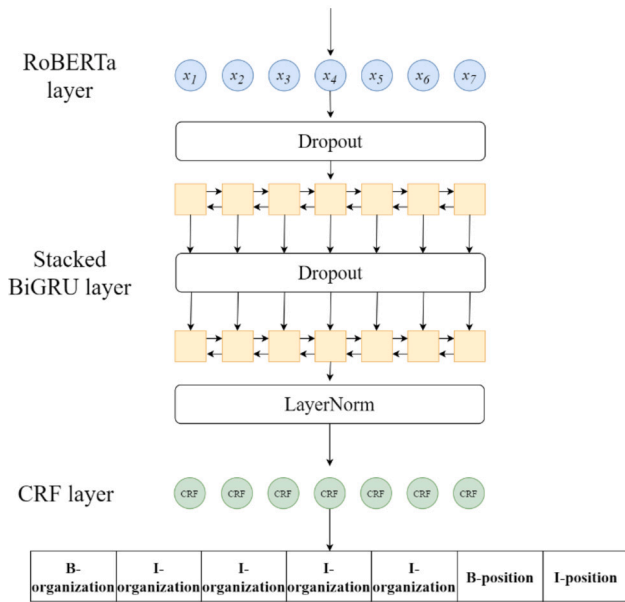 RoBERTa
layer
x1 x2 x3 x4 x5 x6 x7
Dropout
Stacked
BiGRU layer
Dropout
LayerNorm
CRF layer
CRF CRF CRF CRF CRF CRF CRF
B-organization I-organization I-organization I-organization I-organization B-position I-position